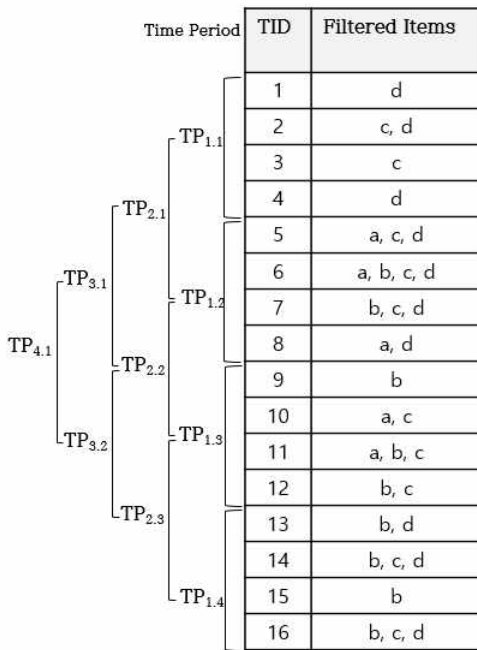 Time Period TID Filtered Items
1 d
2 c, d
TP1.1
3 c
4 d
TP2.1
5 a, c, d
6 a, b, c, d
TP3.1
TP1.2
7 b, c, d
8 a, d
TP4.1
TP2.2
9 b
10 a, c
TP3.2
TP1.3
11 a, b, c
12 b, c
TP2.3
13 b, d
14 b, c, d
15 b
TP1.4
16 b, c, d